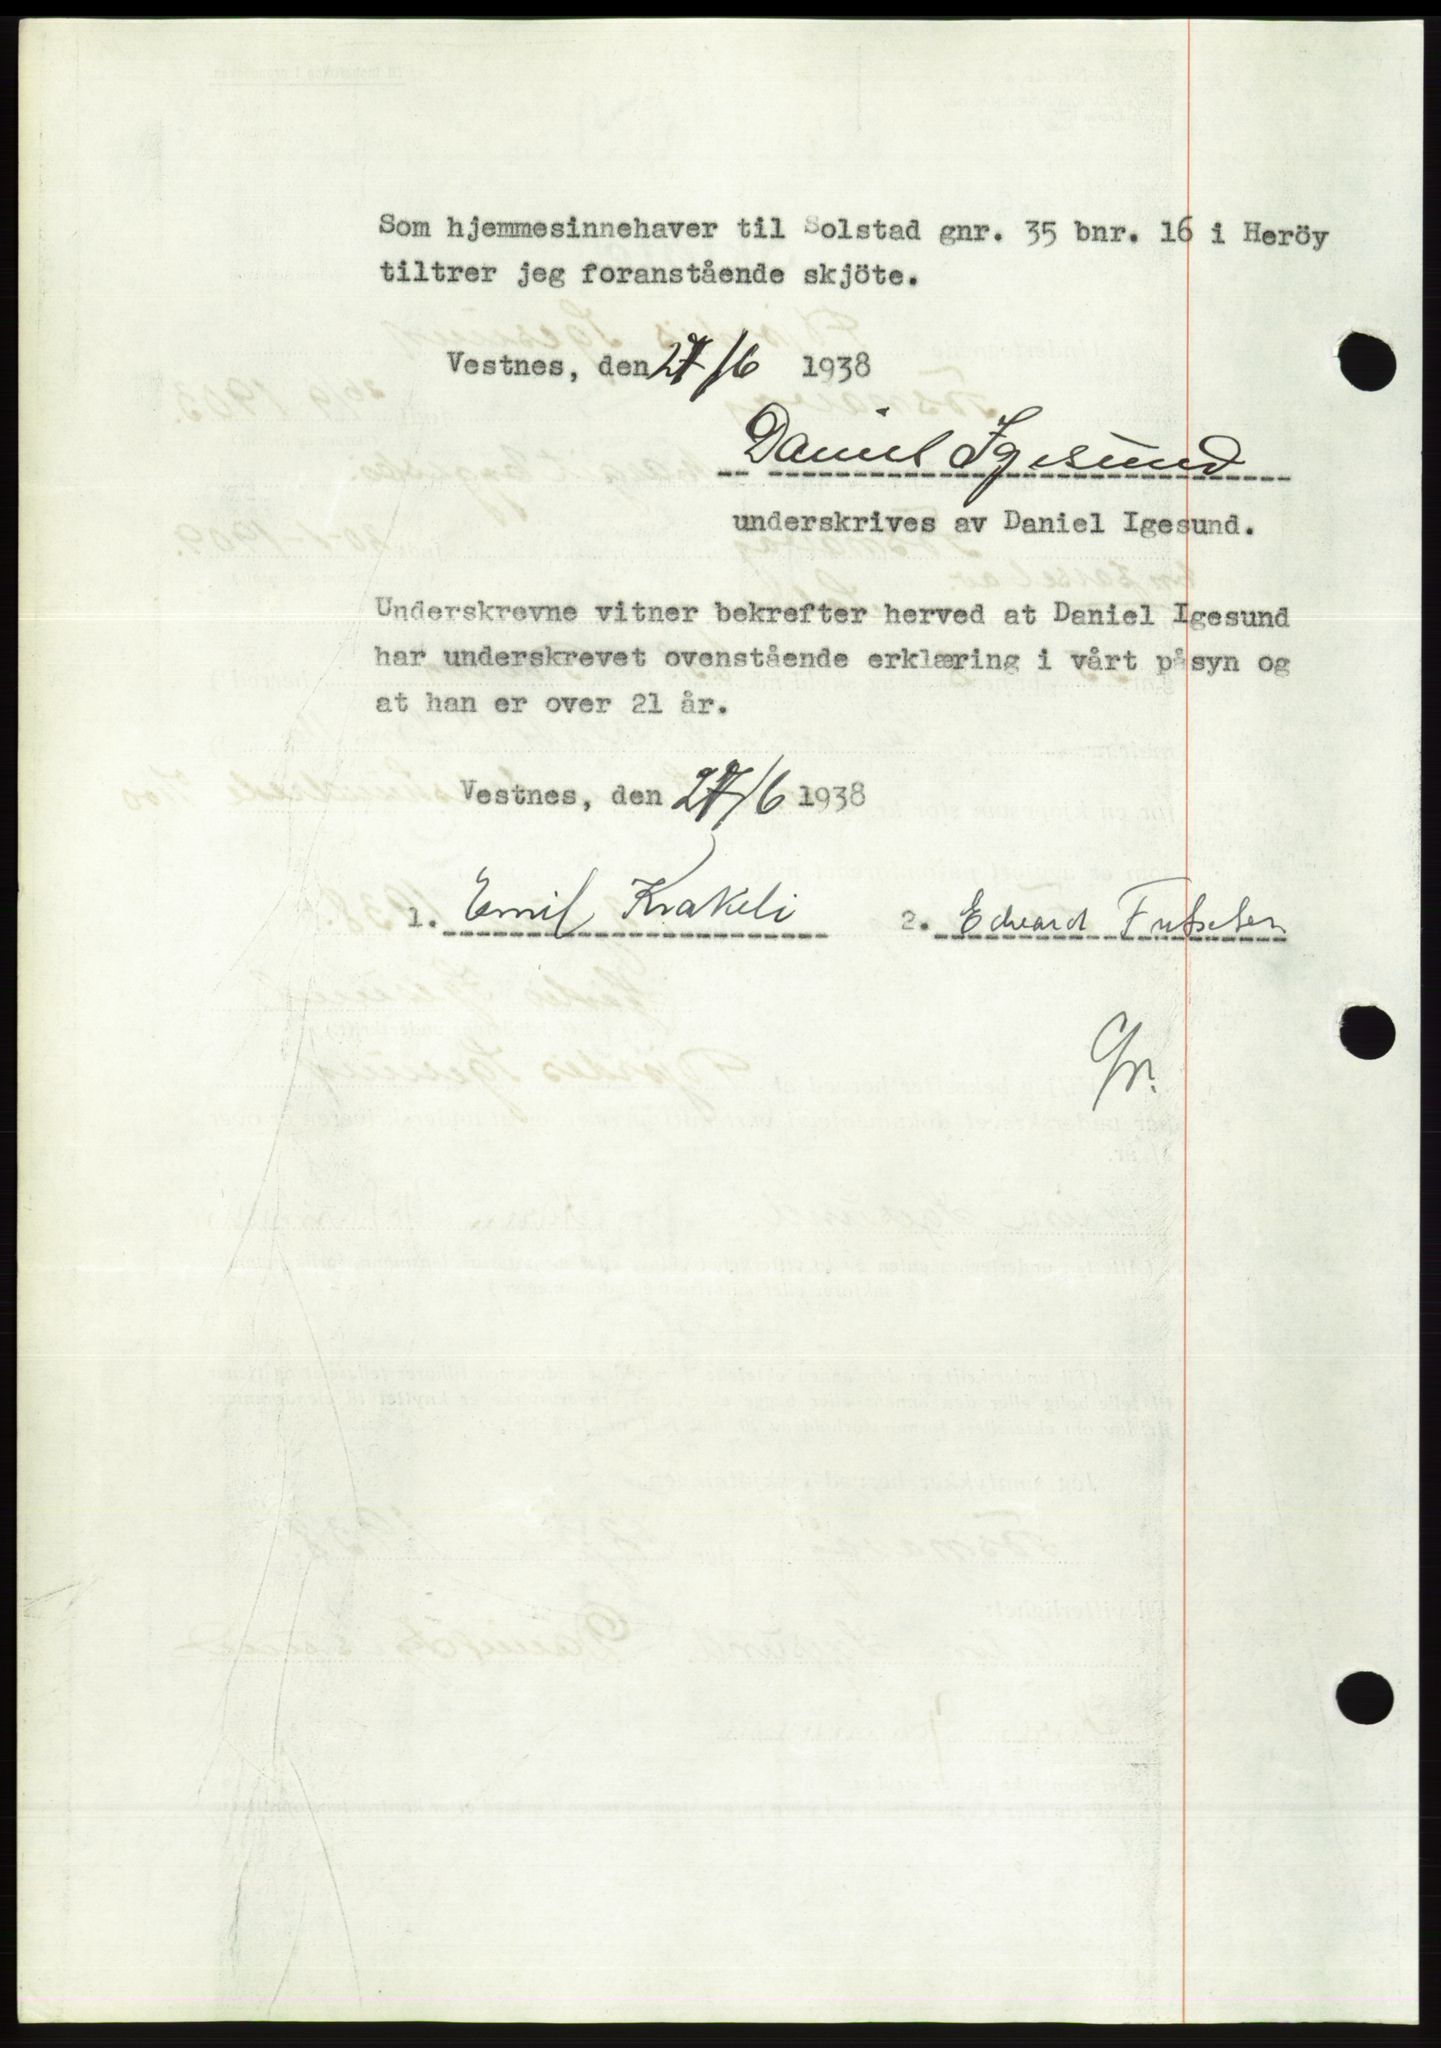 Som hjemmesinnehaver til Solstad gnr. 35 bnr. 16 i Heröy
tiltrer jeg foranstående skjöte.
Vestnes, den 27/6 1938
Daniel Igesund
underskrives av Daniel Igesund.
Underskrevne vitner bekrefter herved at Daniel Igesund
har underskrevet ovenstående erklæring i vårt påsyn og
at han er over 21 år.
Vestnes, den 27/6 1938
1. Emil Krakeli 2. Edvard